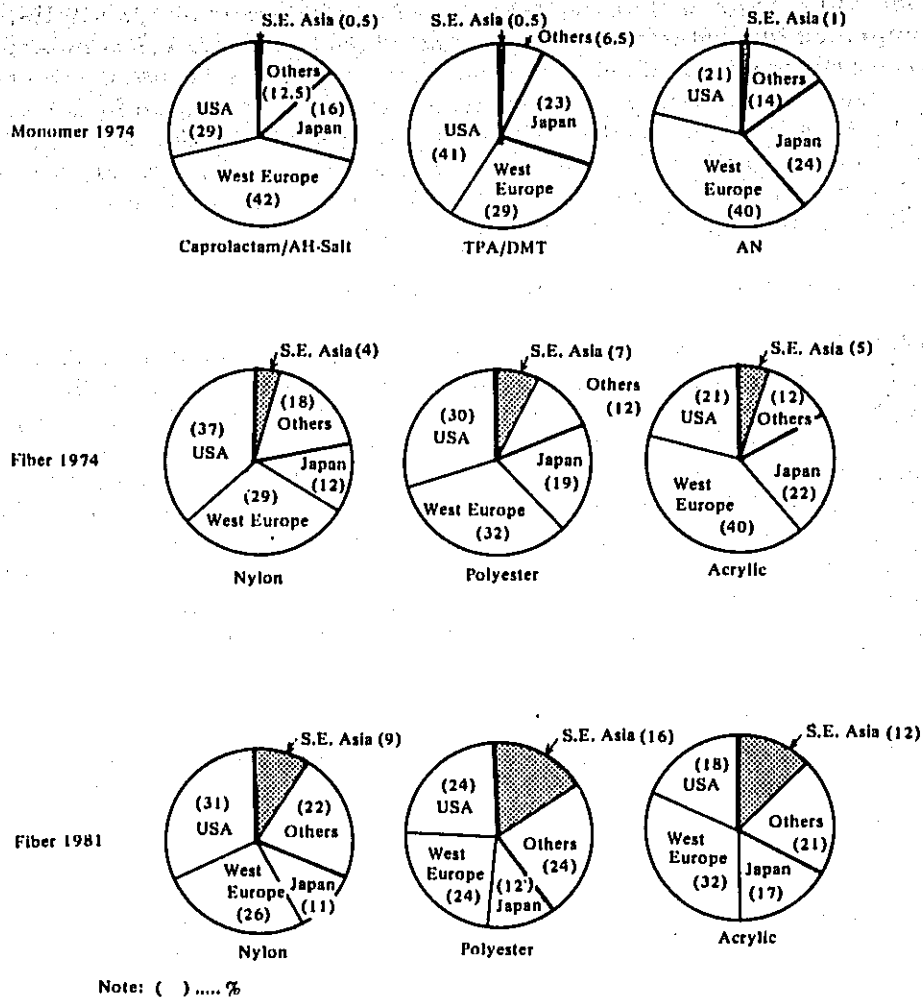 S.E. Asia (0.5)
Others
(12.5)
(16)
Japan
USA
(29)
West Europe
(42)
Caprolactam/AH-Salt
S.E. Asia (0.5)
Others (6.5)
(23)
Japan
USA
(41)
West
Europe
(29)
TPA/DMT
S.E. Asia (1)
(21)
USA
Others
(14)
Japan
(24)
West
Europe
(40)
AN
Monomer 1974
S.E. Asia (4)
(18)
Others
(37)
USA
Japan
(12)
(29)
West Europe
Nylon
S.E. Asia (7)
Others
(12)
(30)
USA
Japan
(19)
West Europe
(32)
Polyester
S.E. Asia (5)
(21)
USA
(12)
Others
Japan
(22)
West
Europe
(40)
Acrylic
Fiber 1974
S.E. Asia (9)
(31)
USA
(22)
Others
West
Europe
(26)
Japan
(11)
Nylon
S.E. Asia (16)
(24)
USA
Others
(24)
West
Europe
(24)
(12)
Japan
Polyester
S.E. Asia (12)
(18)
USA
Others
(21)
West
Europe
(32)
Japan
(17)
Acrylic
Fiber 1981
Note: ( ) ..... %